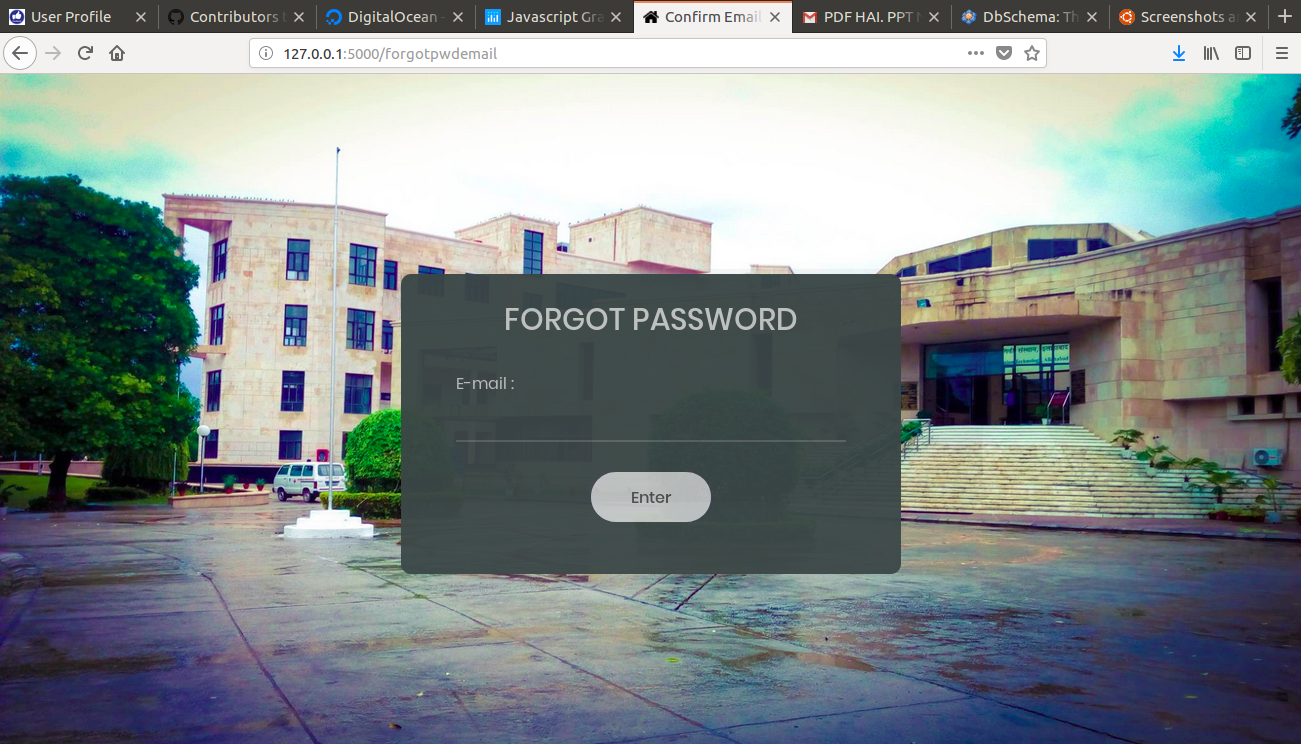 User Profile
Contributors
DigitalOcean
Javascript Gra
Confirm Email
PDF HAI. PPT
DbSchema: Th
Screenshots a
127.0.0.1:5000/forgotpwdemail
FORGOT PASSWORD
E-mail :
Enter